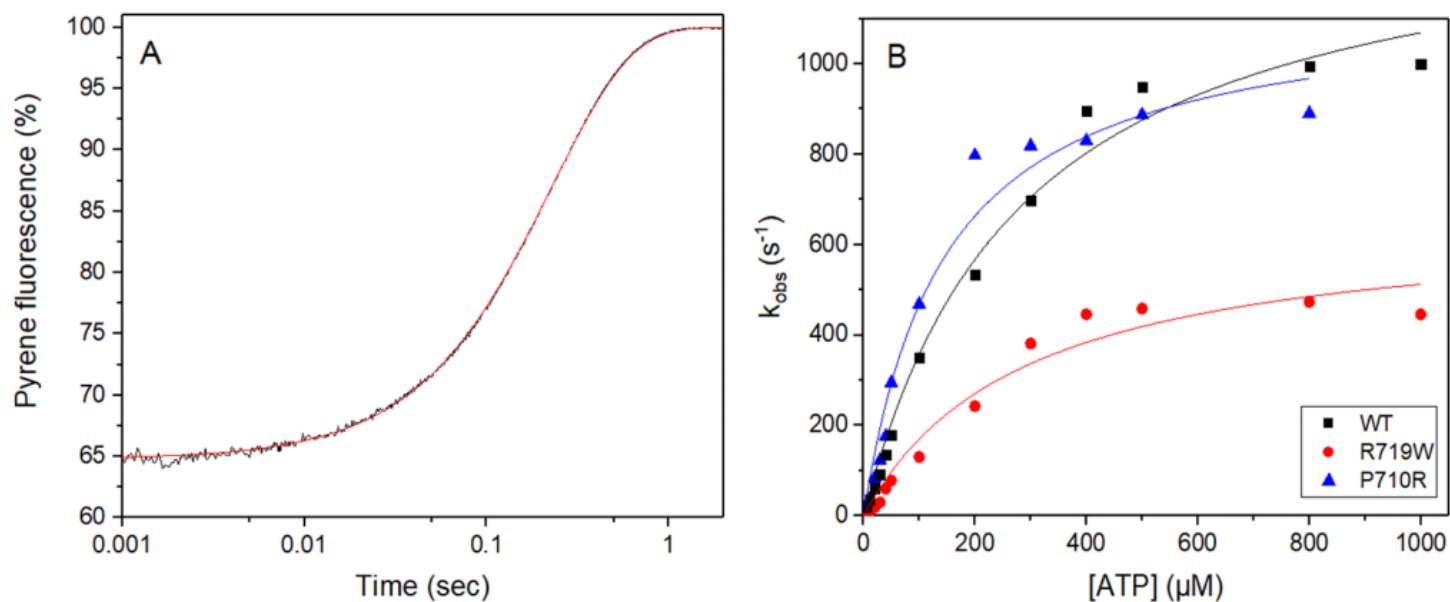 A
100
95
90
85
80
75
70
65
60
Pyrene fluorescence (%)
0.001 0.01 0.1 1
Time (sec)
B
1000
800
600
400
200
0
k_obs (s⁻¹)
WT
R719W
P710R
0 200 400 600 800 1000
[ATP] (µM)